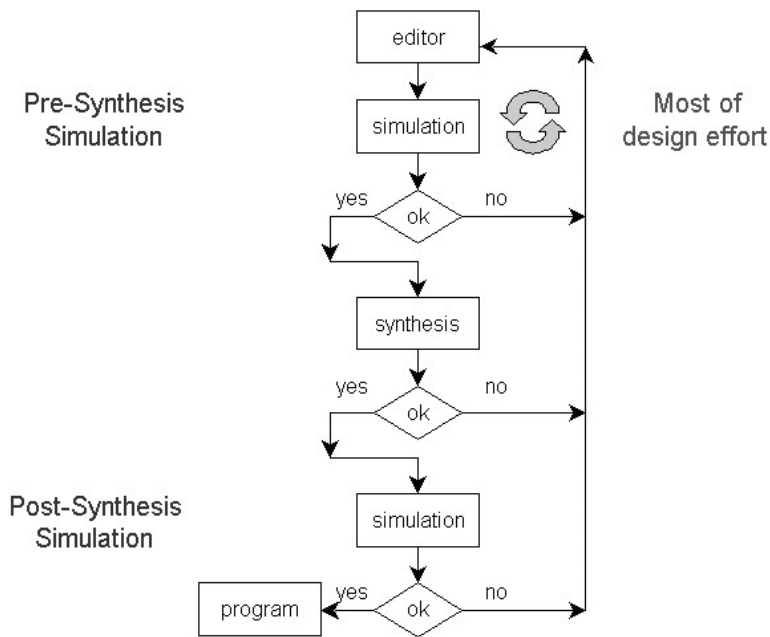 editor
Pre-Synthesis
Simulation
simulation
Most of
design effort
yes
ok
no
synthesis
yes
ok
no
Post-Synthesis
Simulation
simulation
program
yes
ok
no